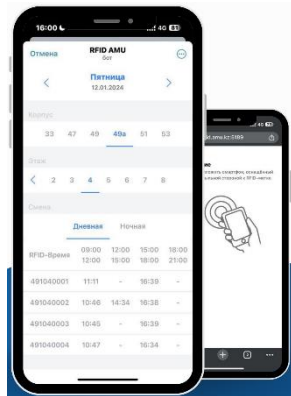 16:00
4G 63
Отмена
RFID AMU
бот
Пятница
12.01.2024
Корпус
33 47 49 49а 51 53
Этаж
2 3 4 5 6 7 8
Смена
Дневная Ночная
RFID-Время
09:00 12:00 15:00 18:00
12:00 15:00 18:00 21:00
491040001 11:11 - 16:39 -
491040002 10:46 14:34 16:38 -
491040003 10:45 - 16:39 -
491040004 10:47 - 16:34 -